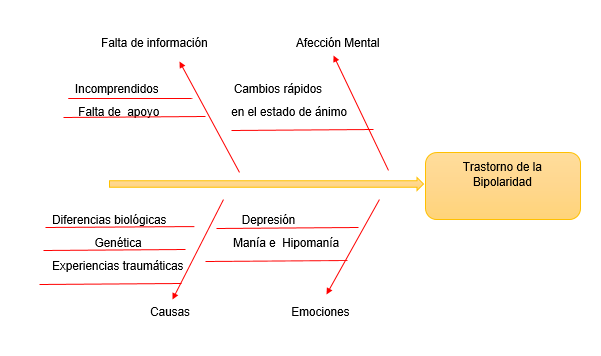 Falta de información
Afección Mental
Incomprendidos
Falta de apoyo
Cambios rápidos
en el estado de ánimo
Trastorno de la
Bipolaridad
Diferencias biológicas
Genética
Experiencias traumáticas
Depresión
Manía e Hipomanía
Causas
Emociones